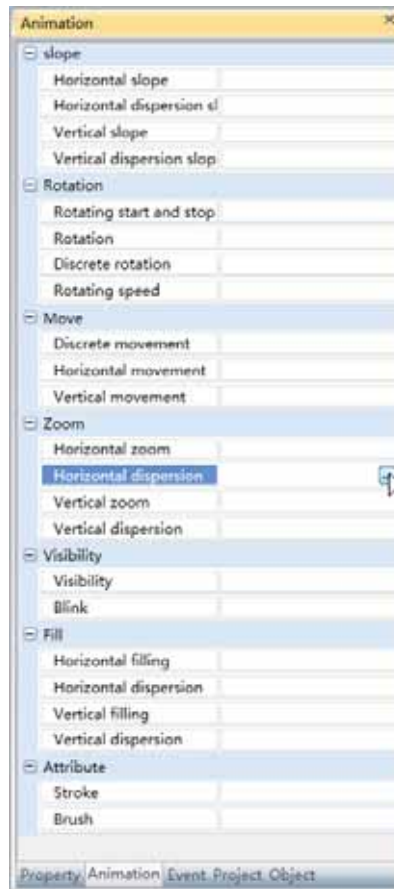 Animation
slope
Horizontal slope
Horizontal dispersion sl
Vertical slope
Vertical dispersion slop
Rotation
Rotating start and stop
Rotation
Discrete rotation
Rotating speed
Move
Discrete movement
Horizontal movement
Vertical movement
Zoom
Horizontal zoom
Horizontal dispersion
Vertical zoom
Vertical dispersion
Visibility
Visibility
Blink
Fill
Horizontal filling
Horizontal dispersion
Vertical filling
Vertical dispersion
Attribute
Stroke
Brush
Property Animation Event Project Object